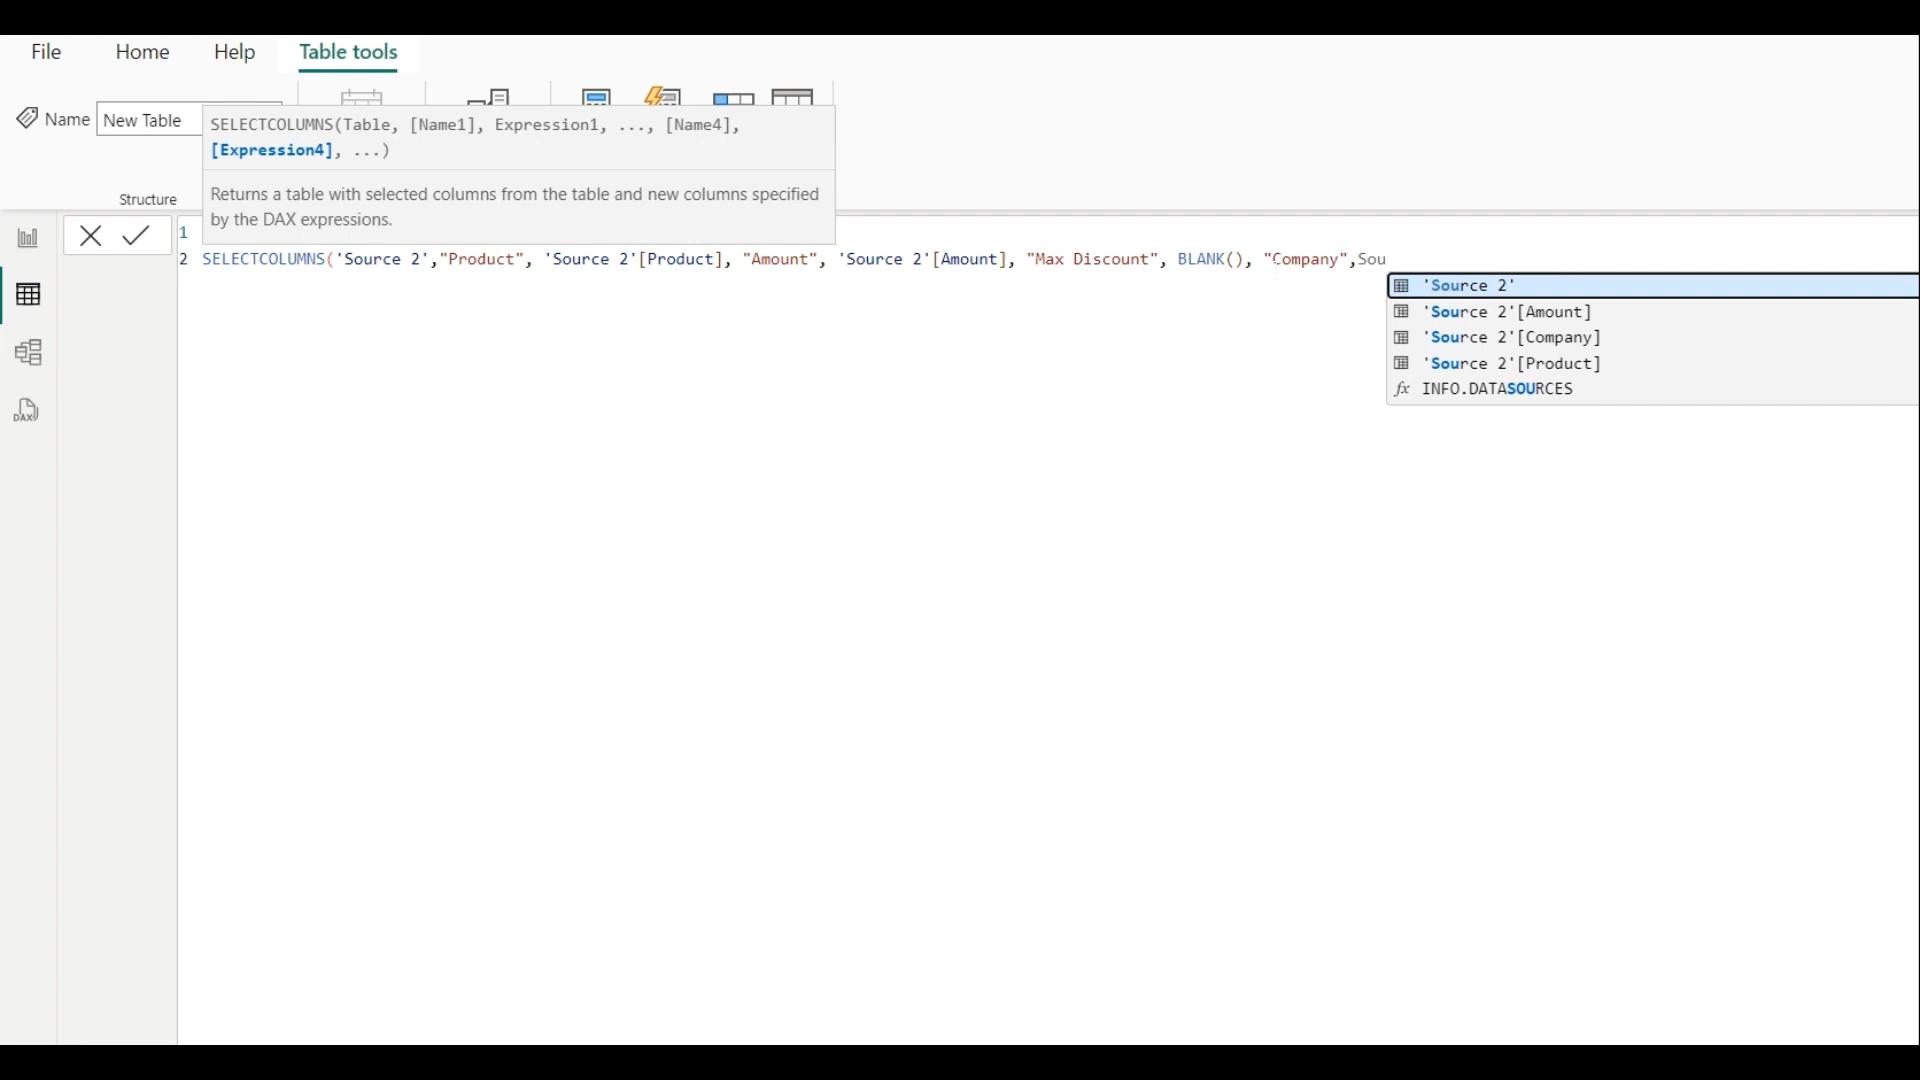 File Home Help Table tools
Name New Table
SELECTCOLUMNS(Table, [Name1], Expression1, ..., [Name4],
[Expression4], ...)
Returns a table with selected columns from the table and new columns specified
by the DAX expressions.
Structure
1
2 SELECTCOLUMNS('Source 2',"Product", 'Source 2'[Product], "Amount", 'Source 2'[Amount], "Max Discount", BLANK(), "Company",Sou
'Source 2'
'Source 2'[Amount]
'Source 2'[Company]
'Source 2'[Product]
fx INFO.DATASOURCES
DAX